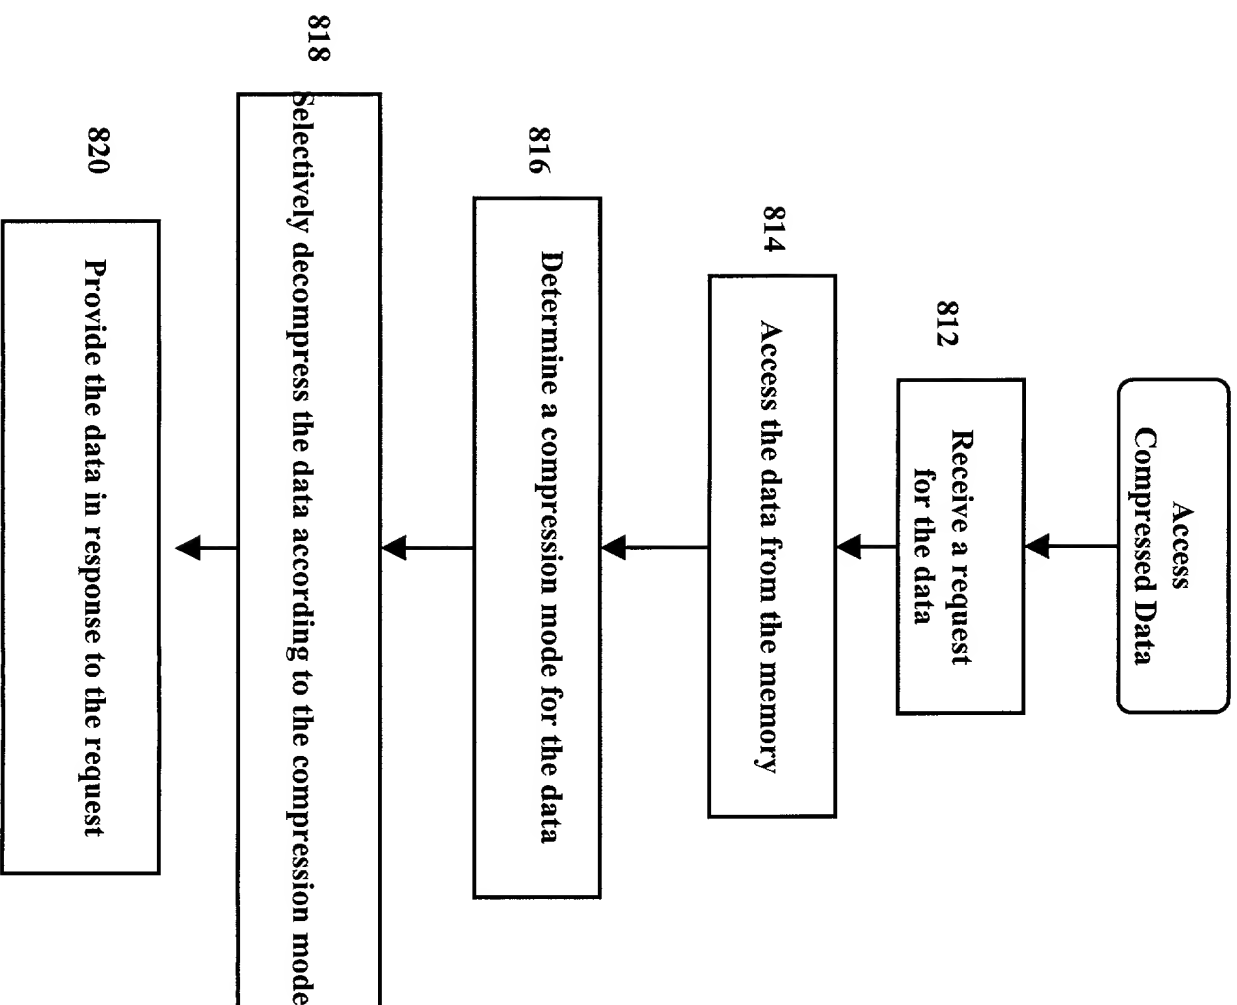 Access
Compressed Data
812
Receive a request
for the data
814
Access the data from the memory
816
Determine a compression mode for the data
818
Selectively decompress the data according to the compression mode
820
Provide the data in response to the request